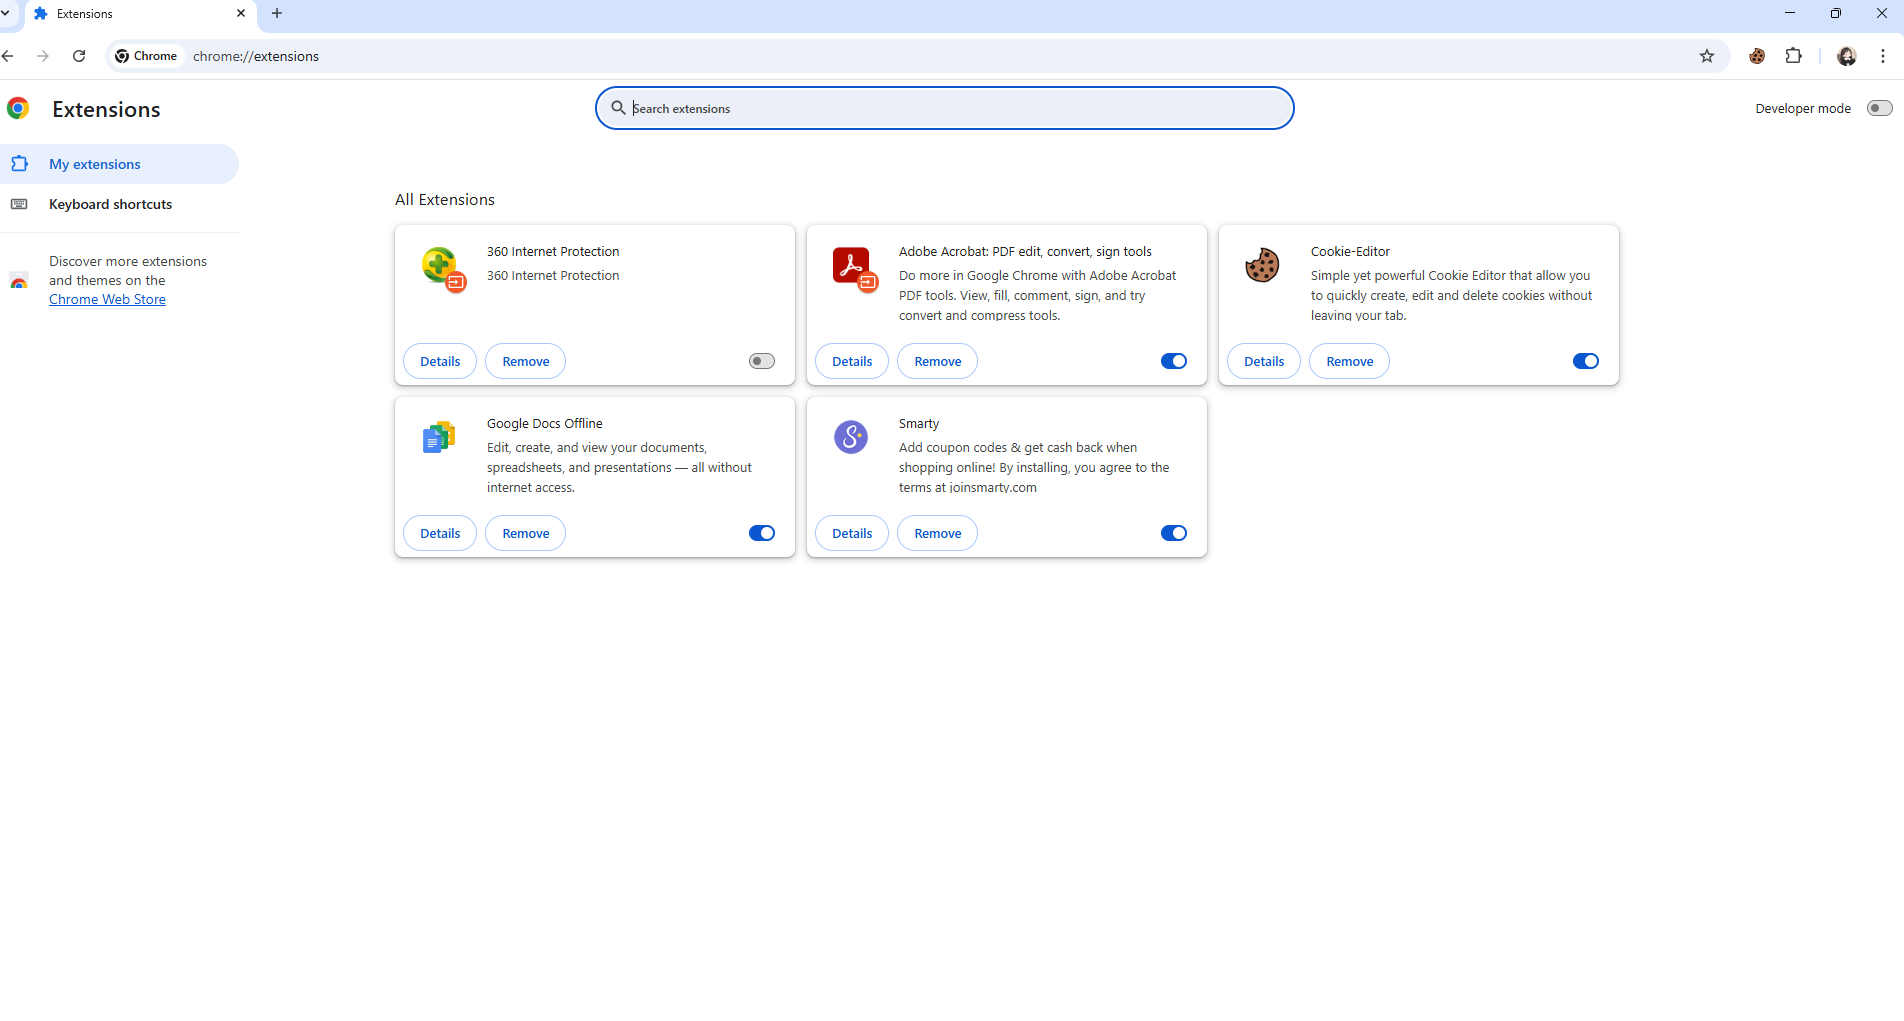 Extensions
Chrome
chrome://extensions
Extensions
Search extensions
Developer mode
My extensions
Keyboard shortcuts
Discover more extensions
and themes on the
Chrome Web Store
All Extensions
360 Internet Protection
360 Internet Protection
Details
Remove
Adobe Acrobat: PDF edit, convert, sign tools
Do more in Google Chrome with Adobe Acrobat
PDF tools. View, fill, comment, sign, and try
convert and compress tools.
Details
Remove
Cookie-Editor
Simple yet powerful Cookie Editor that allow you
to quickly create, edit and delete cookies without
leaving your tab.
Details
Remove
Google Docs Offline
Edit, create, and view your documents,
spreadsheets, and presentations — all without
internet access.
Details
Remove
Smarty
Add coupon codes & get cash back when
shopping online! By installing, you agree to the
terms at joinsmarty.com
Details
Remove